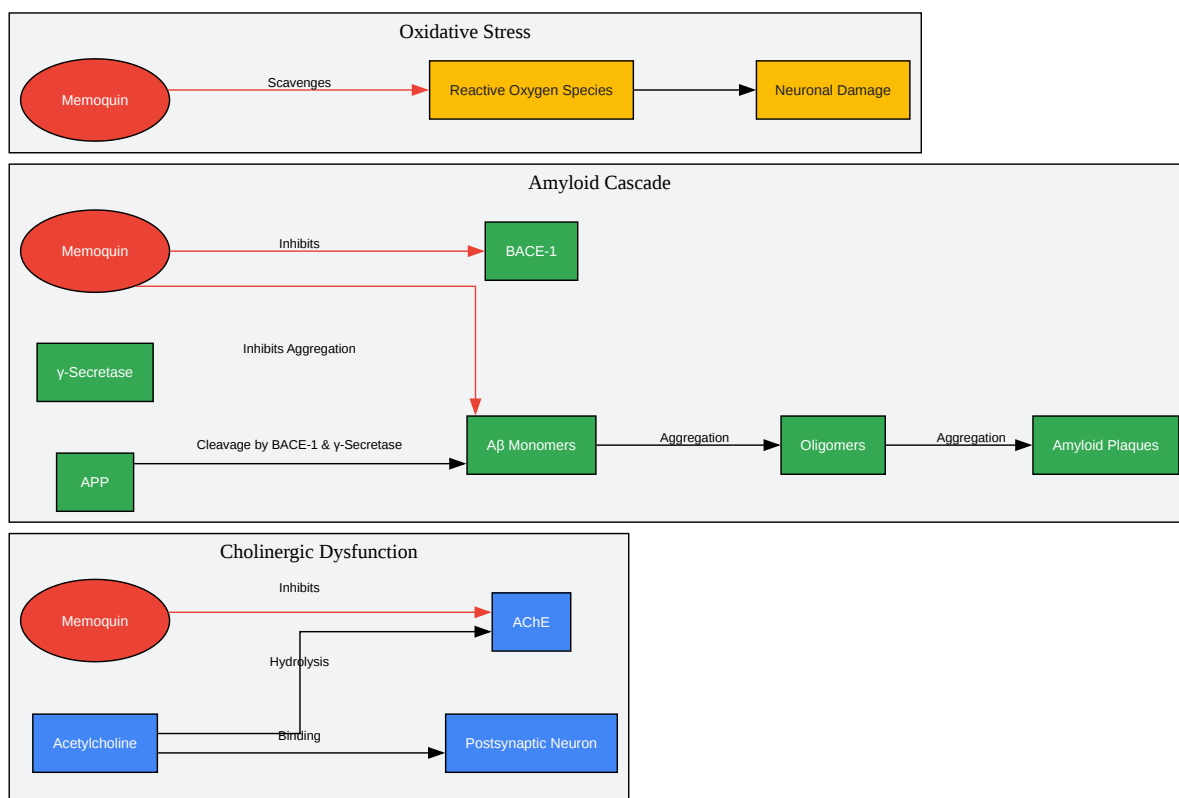 Oxidative Stress
Scavenges
Memoquin
Reactive Oxygen Species
Neuronal Damage
Amyloid Cascade
Memoquin
Inhibits
BACE-1
Inhibits Aggregation
γ-Secretase
Cleavage by BACE-1 & γ-Secretase
APP
Aβ Monomers
Aggregation
Oligomers
Aggregation
Amyloid Plaques
Cholinergic Dysfunction
Inhibits
Memoquin
AChE
Hydrolysis
Acetylcholine
Binding
Postsynaptic Neuron